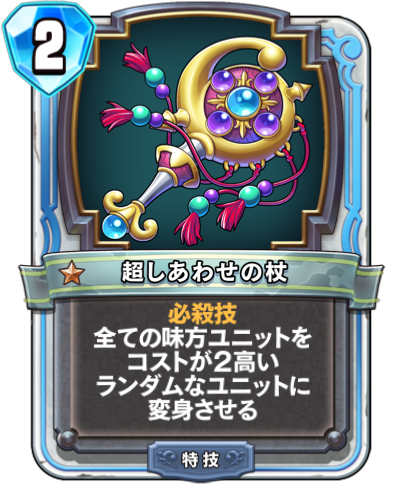 2
超しあわせの杖
必殺技
全ての味方ユニットを
コストが2高い
ランダムなユニットに
変身させる
特技